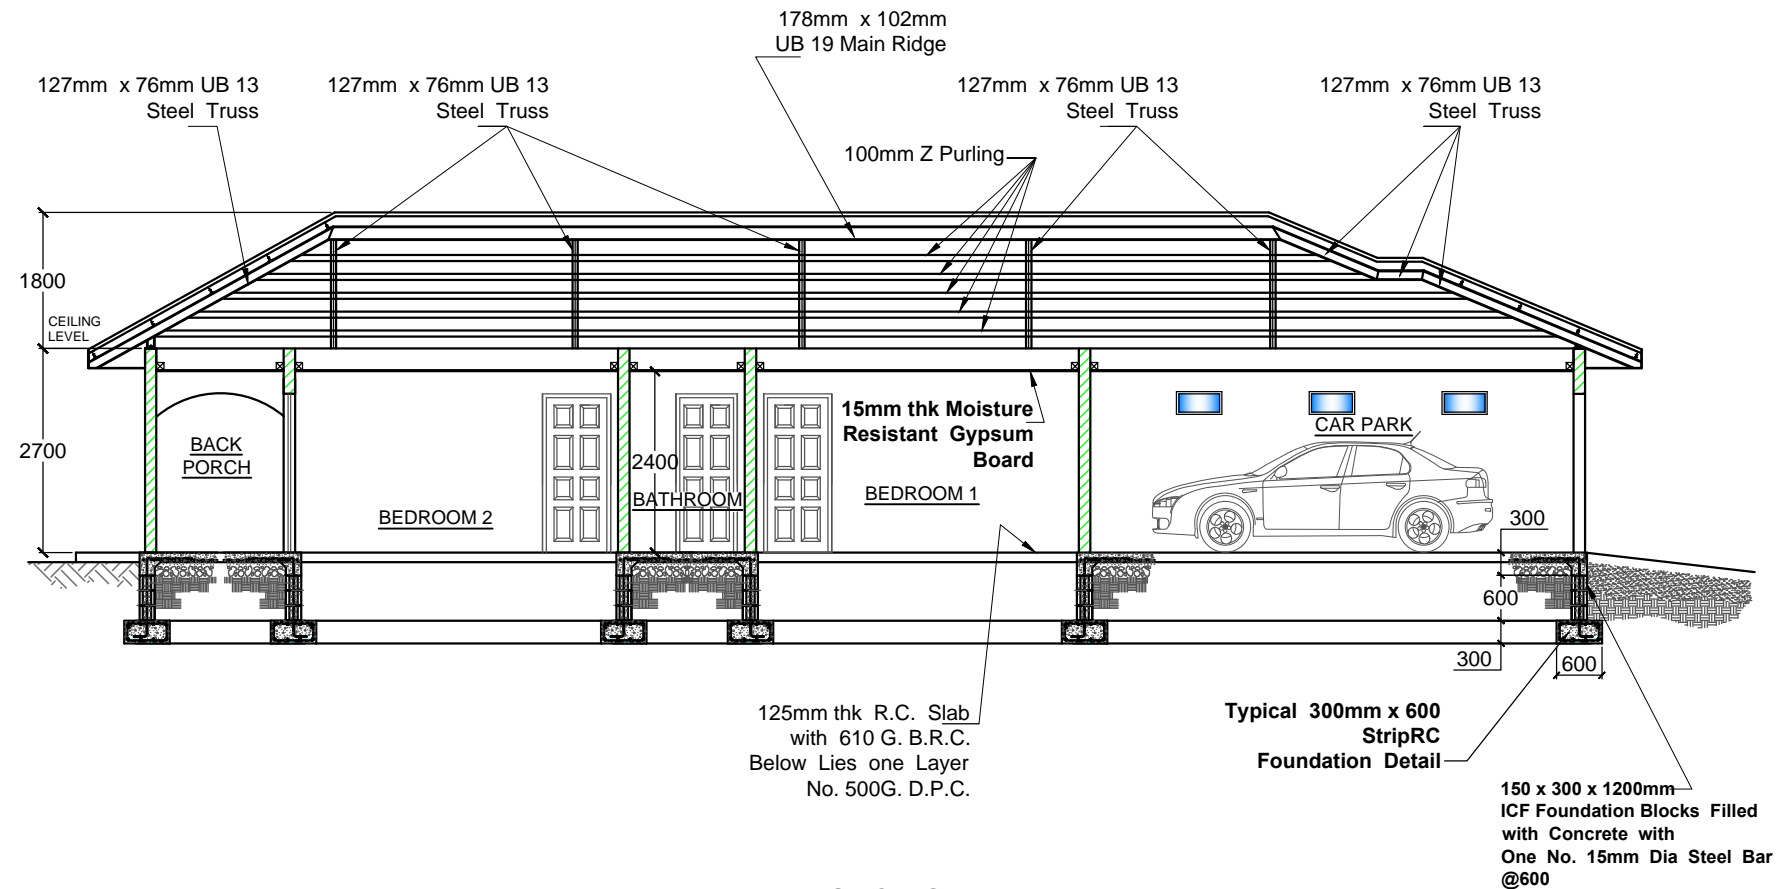 178mm x 102mm
UB 19 Main Ridge
127mm x 76mm UB 13
Steel Truss
127mm x 76mm UB 13
Steel Truss
127mm x 76mm UB 13
Steel Truss
127mm x 76mm UB 13
Steel Truss
100mm Z Purling
1800
CEILING
LEVEL
2700
BACK
PORCH
BEDROOM 2
2400
BATHROOM
15mm thk Moisture
Resistant Gypsum
Board
BEDROOM 1
CAR PARK
300
600
300
600
125mm thk R.C. Slab
with 610 G. B.R.C.
Below Lies one Layer
No. 500G. D.P.C.
Typical 300mm x 600
StripRC
Foundation Detail
150 x 300 x 1200mm
ICF Foundation Blocks Filled
with Concrete with
One No. 15mm Dia Steel Bar
@600